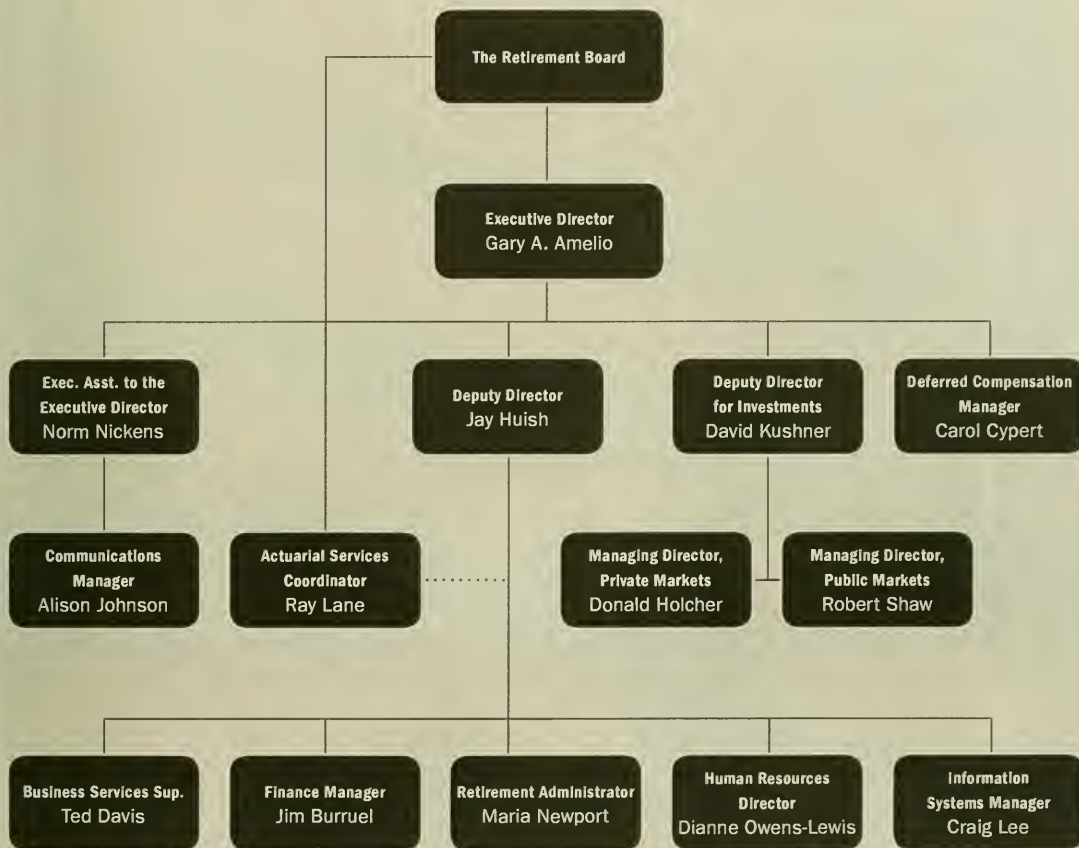 The Retirement Board
Executive Director
Gary A. Amelio
Exec. Asst. to the
Executive Director
Norm Nickens
Deputy Director
Jay Huish
Deputy Director
for Investments
David Kushner
Deferred Compensation
Manager
Carol Cypert
Communications
Manager
Alison Johnson
Actuarial Services
Coordinator
Ray Lane
Managing Director,
Private Markets
Donald Holcher
Managing Director,
Public Markets
Robert Shaw
Business Services Sup.
Ted Davis
Finance Manager
Jim Burruel
Retirement Administrator
Maria Newport
Human Resources
Director
Dianne Owens-Lewis
Information
Systems Manager
Craig Lee